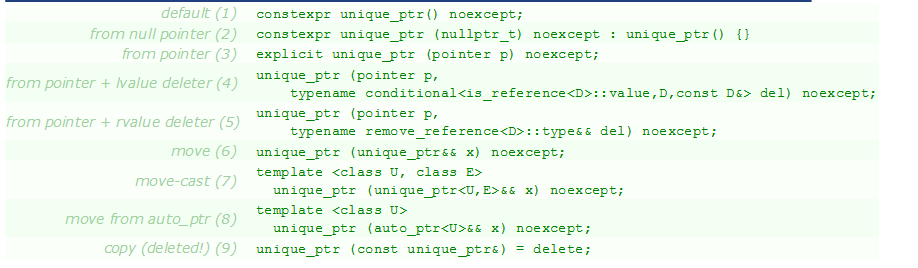 default (1) constexpr unique_ptr() noexcept;
from null pointer (2) constexpr unique_ptr (nullptr_t) noexcept : unique_ptr() {}
from pointer (3) explicit unique_ptr (pointer p) noexcept;
from pointer + lvalue deleter (4) unique_ptr (pointer p,
typename conditional<is_reference<D>::value,D,const D&> del) noexcept;
from pointer + rvalue deleter (5) unique_ptr (pointer p,
typename remove_reference<D>::type&& del) noexcept;
move (6) unique_ptr (unique_ptr&& x) noexcept;
move-cast (7) template <class U, class E>
unique_ptr (unique_ptr<U,E>&& x) noexcept;
move from auto_ptr (8) template <class U>
unique_ptr (auto_ptr<U>&& x) noexcept;
copy (deleted!) (9) unique_ptr (const unique_ptr&) = delete;